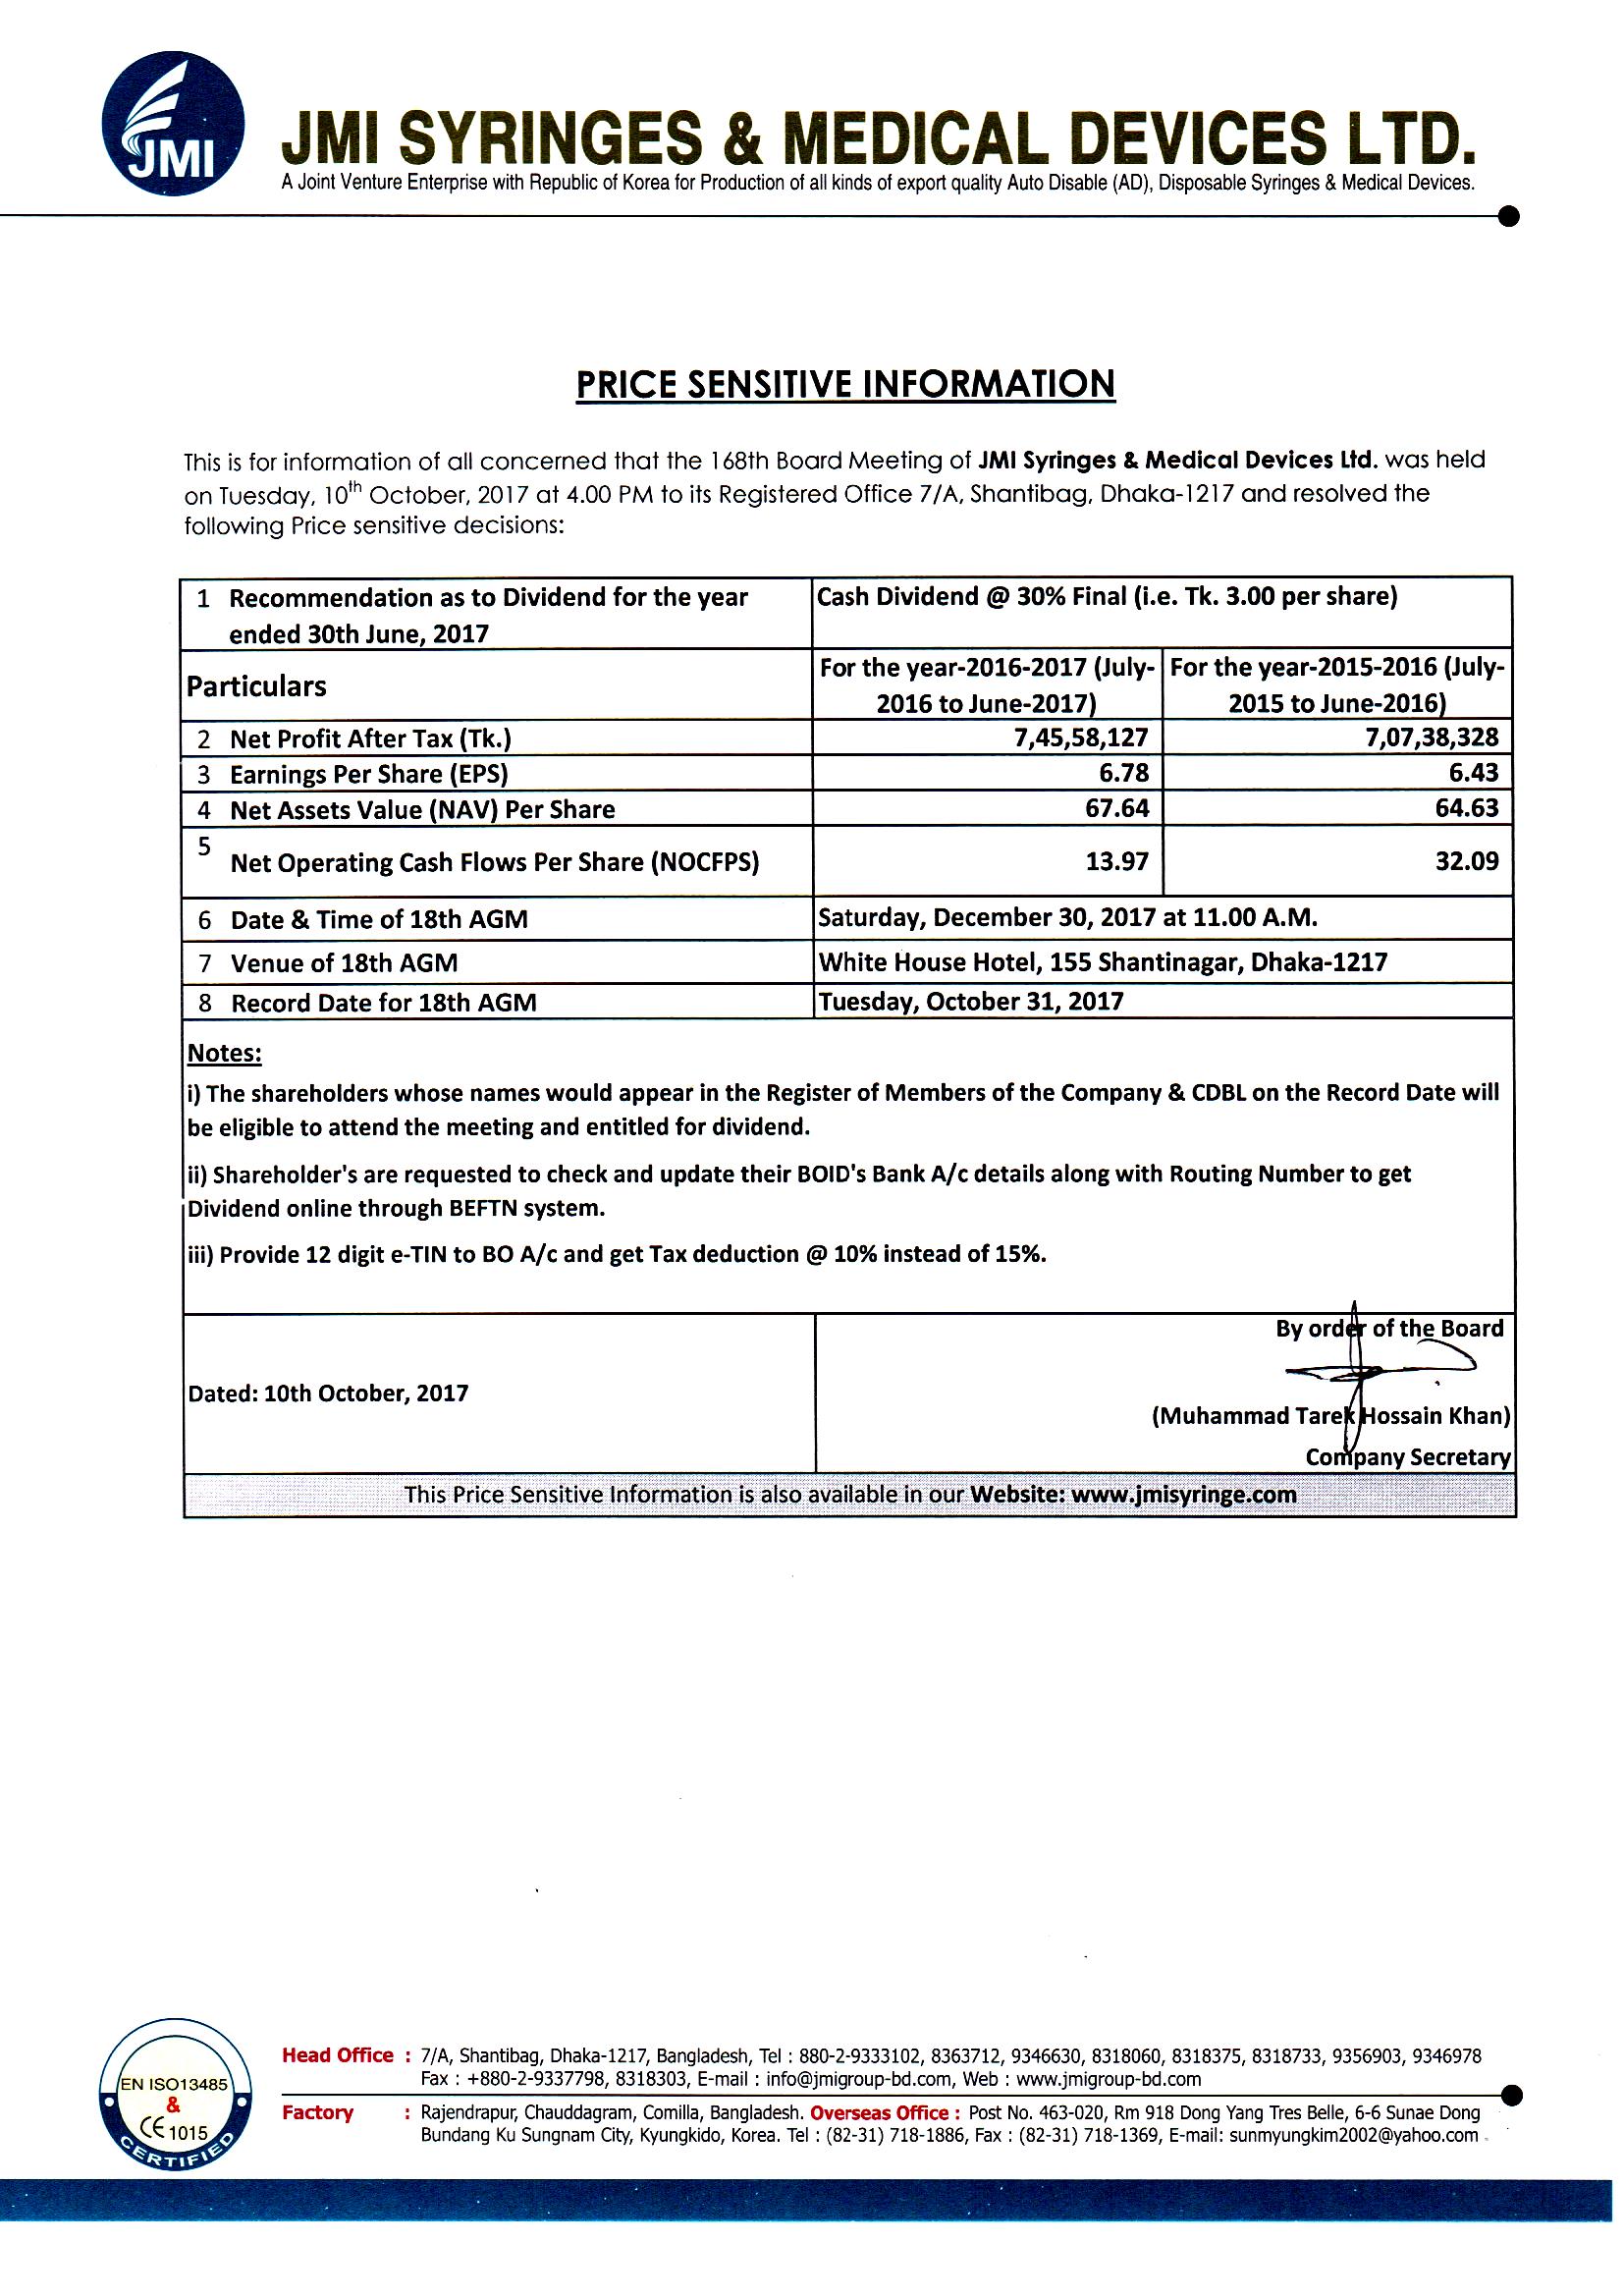 JMI
JMI SYRINGES & MEDICAL DEVICES LTD.
A Joint Venture Enterprise with Republic of Korea for Production of all kinds of export quality Auto Disable (AD), Disposable Syringes & Medical Devices.
PRICE SENSITIVE INFORMATION
This is for information of all concerned that the 168th Board Meeting of JMI Syringes & Medical Devices Ltd. was held
on Tuesday, 10th October, 2017 at 4.00 PM to its Registered Office 7/A, Shantibag, Dhaka-1217 and resolved the
following Price sensitive decisions:
1 Recommendation as to Dividend for the year
ended 30th June, 2017
Cash Dividend @ 30% Final (i.e. Tk. 3.00 per share)
Particulars
For the year-2016-2017 (July-
2016 to June-2017)
For the year-2015-2016 (July-
2015 to June-2016)
2 Net Profit After Tax (Tk.) 7,45,58,127 7,07,38,328
3 Earnings Per Share (EPS) 6.78 6.43
4 Net Assets Value (NAV) Per Share 67.64 64.63
5 Net Operating Cash Flows Per Share (NOCFPS) 13.97 32.09
6 Date & Time of 18th AGM Saturday, December 30, 2017 at 11.00 A.M.
7 Venue of 18th AGM White House Hotel, 155 Shantinagar, Dhaka-1217
8 Record Date for 18th AGM Tuesday, October 31, 2017
Notes:
i) The shareholders whose names would appear in the Register of Members of the Company & CDBL on the Record Date will
be eligible to attend the meeting and entitled for dividend.
ii) Shareholder's are requested to check and update their BOID's Bank A/c details along with Routing Number to get
Dividend online through BEFTN system.
iii) Provide 12 digit e-TIN to BO A/c and get Tax deduction @ 10% instead of 15%.
By order of the Board
Dated: 10th October, 2017
(Muhammad Tarek Hossain Khan)
Company Secretary
This Price Sensitive Information is also available in our Website: www.jmisyringe.com
EN ISO13485
&
CE 1015
CERTIFIED
Head Office : 7/A, Shantibag, Dhaka-1217, Bangladesh, Tel : 880-2-9333102, 8363712, 9346630, 8318060, 8318375, 8318733, 9356903, 9346978
Fax : +880-2-9337798, 8318303, E-mail : info@jmigroup-bd.com, Web : www.jmigroup-bd.com
Factory : Rajendrapur, Chauddagram, Comilla, Bangladesh. Overseas Office : Post No. 463-020, Rm 918 Dong Yang Tres Belle, 6-6 Sunae Dong
Bundang Ku Sungnam City, Kyungkido, Korea. Tel : (82-31) 718-1886, Fax : (82-31) 718-1369, E-mail: sunmyungkim2002@yahoo.com